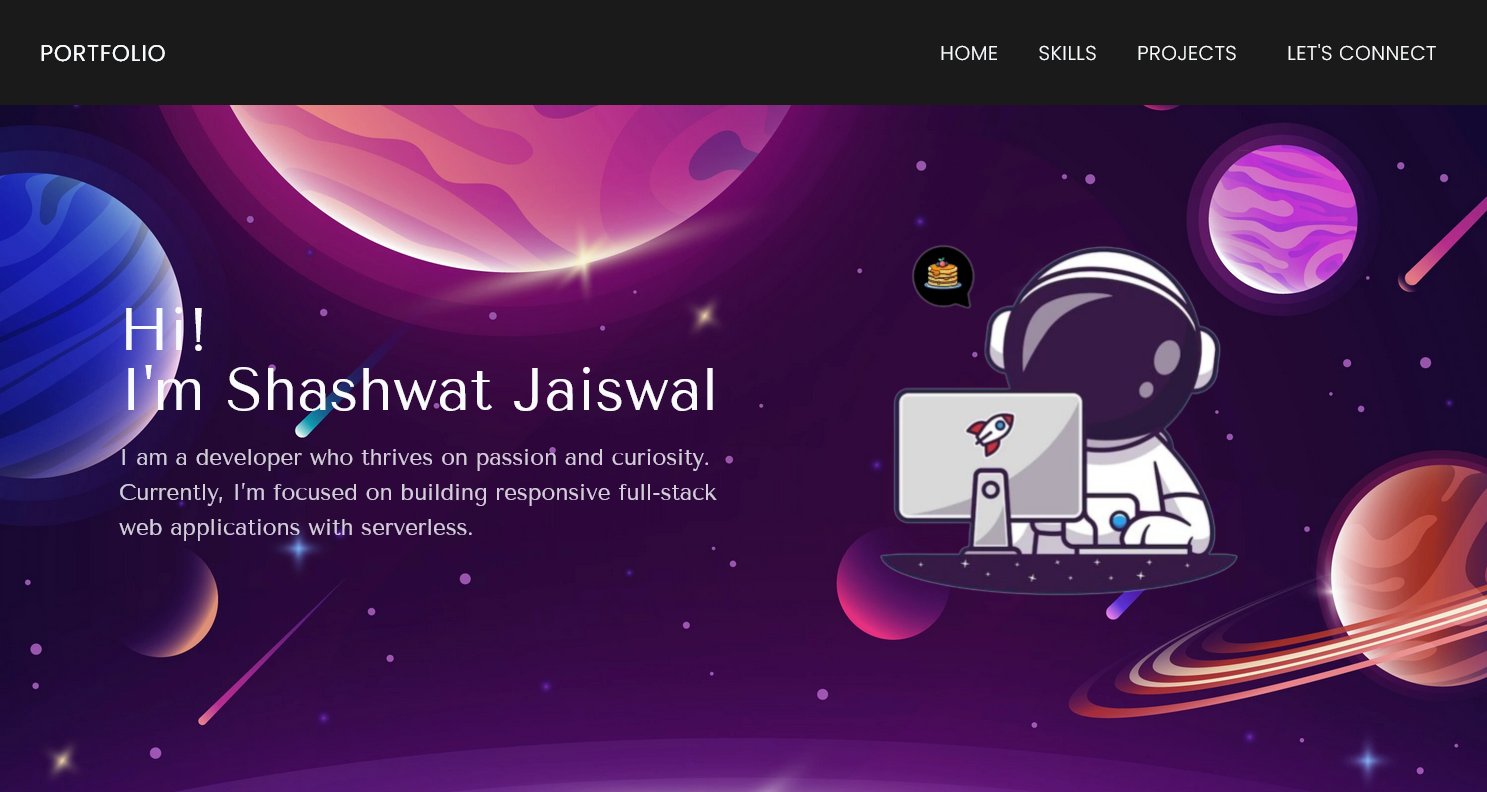 PORTFOLIO
HOME SKILLS PROJECTS LET'S CONNECT
Hi!
I'm Shashwat Jaiswal
I am a developer who thrives on passion and curiosity.
Currently, I'm focused on building responsive full-stack
web applications with serverless.